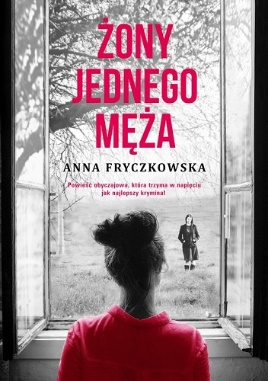 ŻONY
JEDNEGO
MĘŻA
ANNA FRYCZKOWSKA
Powieść obyczajowa, która trzyma w napięciu
jak najlepszy kryminał